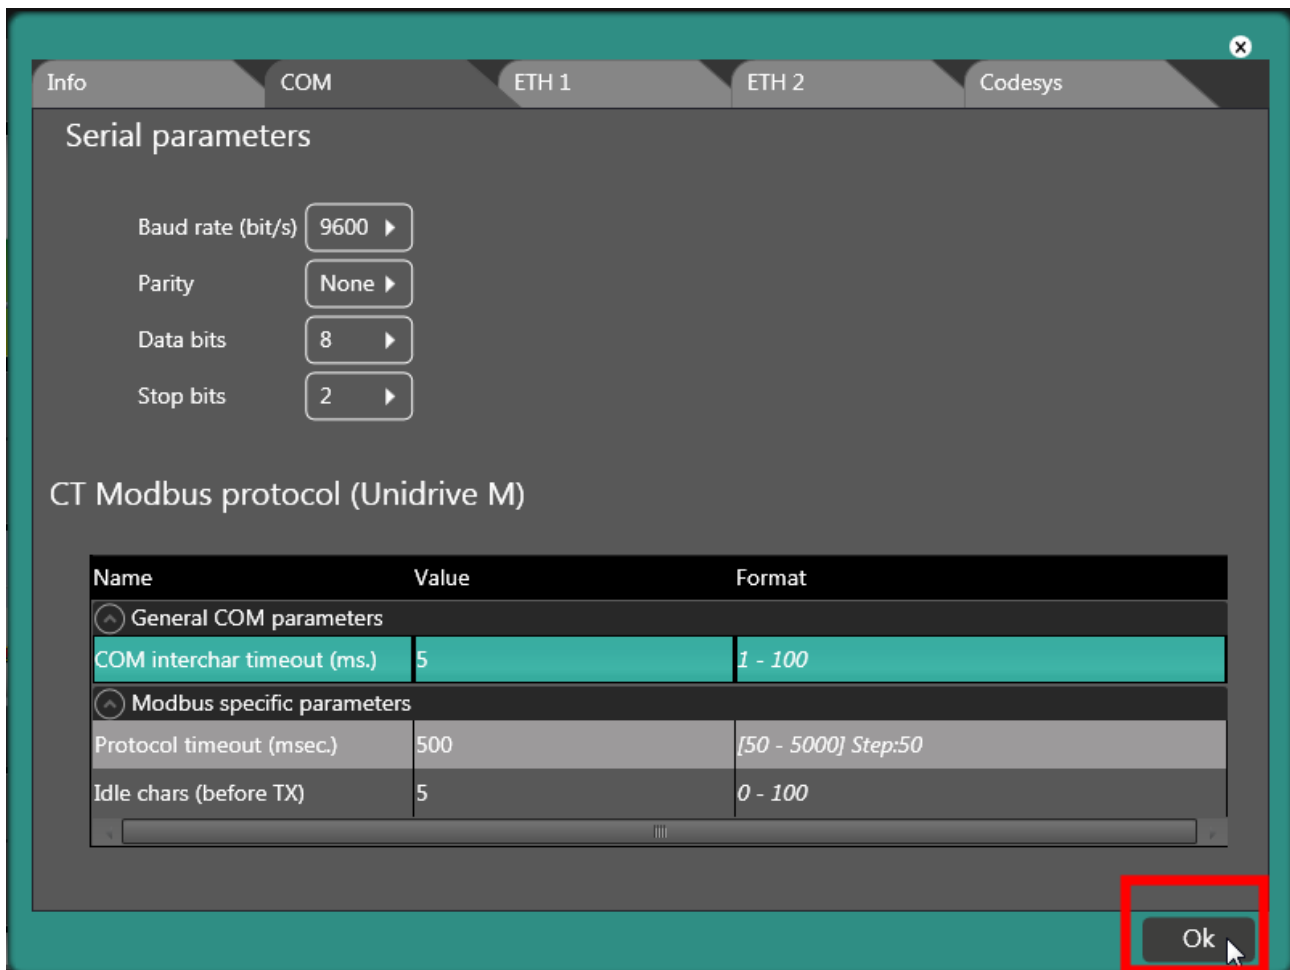 Info COM ETH 1 ETH 2 Codesys
Serial parameters
Baud rate (bit/s) 9600
Parity None
Data bits 8
Stop bits 2
CT Modbus protocol (Unidrive M)
Name Value Format
General COM parameters
COM interchar timeout (ms.) 5 1 - 100
Modbus specific parameters
Protocol timeout (msec.) 500 [50 - 5000] Step:50
Idle chars (before TX) 5 0 - 100
Ok